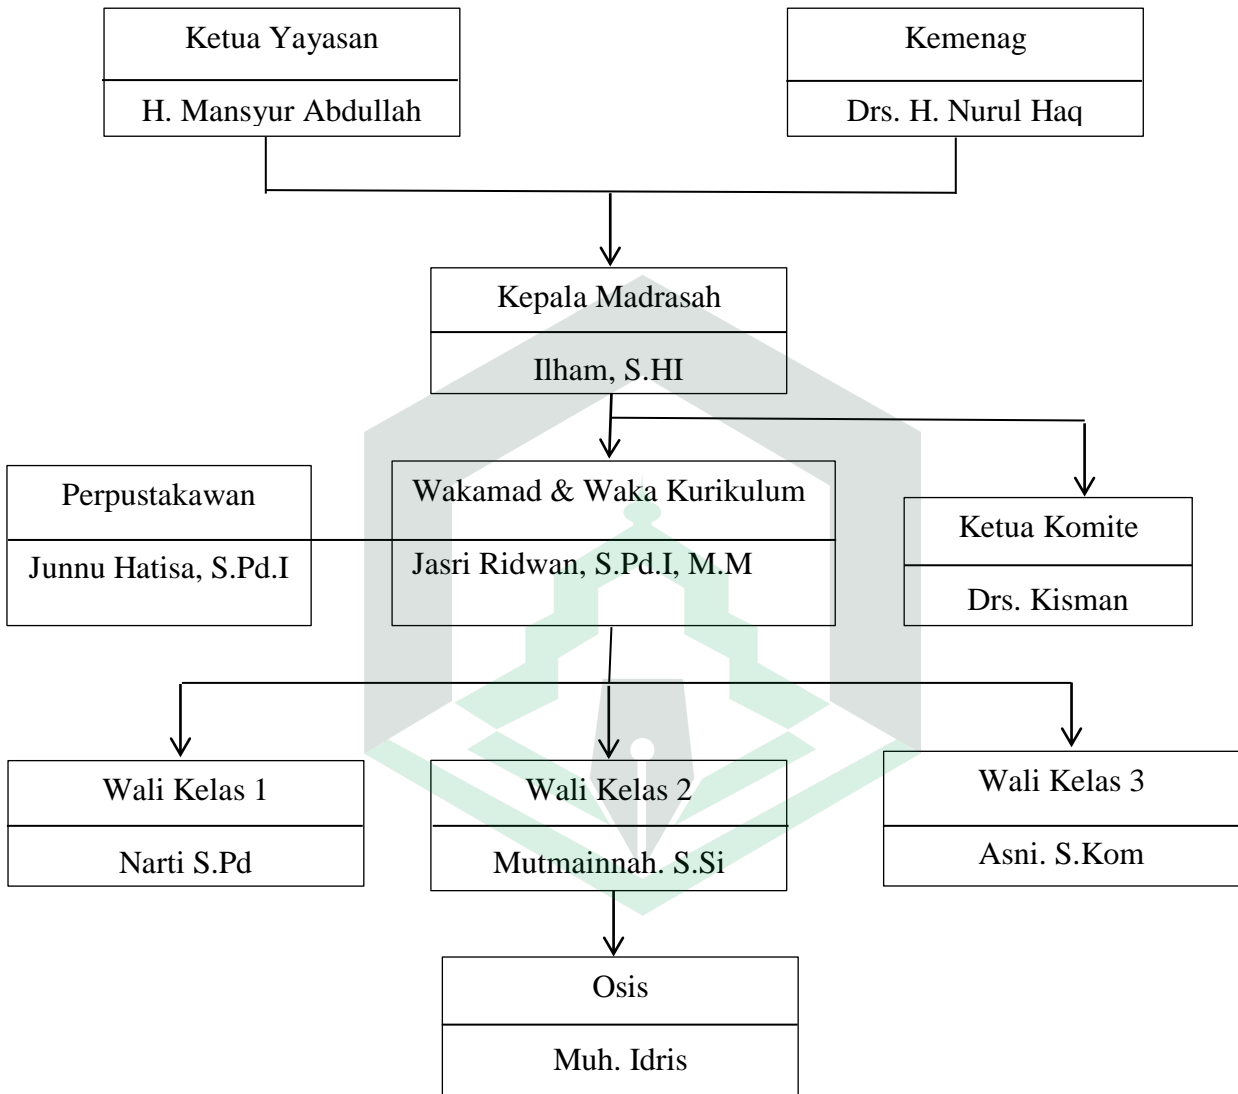 Ketua Yayasan
H. Mansyur Abdullah
Kemenag
Drs. H. Nurul Haq
Kepala Madrasah
Ilham, S.HI
Perpustakawan
Junnu Hatisa, S.Pd.I
Wakamad & Waka Kurikulum
Jasri Ridwan, S.Pd.I, M.M
Ketua Komite
Drs. Kisman
Wali Kelas 1
Narti S.Pd
Wali Kelas 2
Mutmainnah. S.Si
Wali Kelas 3
Asni. S.Kom
Osis
Muh. Idris